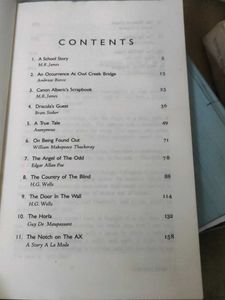 CONTENTS
1. A School Story 5
M.R. James
2. An Occurrence At Owl Creek Bridge 13
Ambrose Bierce
3. Canon Alberic's Scrapbook 25
M.R. James
4. Dracula's Guest 36
Bram Stoker
5. A True Tale 49
Anonymous
6. On Being Found Out 71
William Makepeace Thackeray
7. The Angel of The Odd 78
Edgar Allan Poe
8. The Country of The Blind 88
H.G. Wells
9. The Door In The Wall 114
H.G. Wells
10. The Horla 132
Guy De Maupassant
11. The Notch on The AX 158
A Story A La Mode